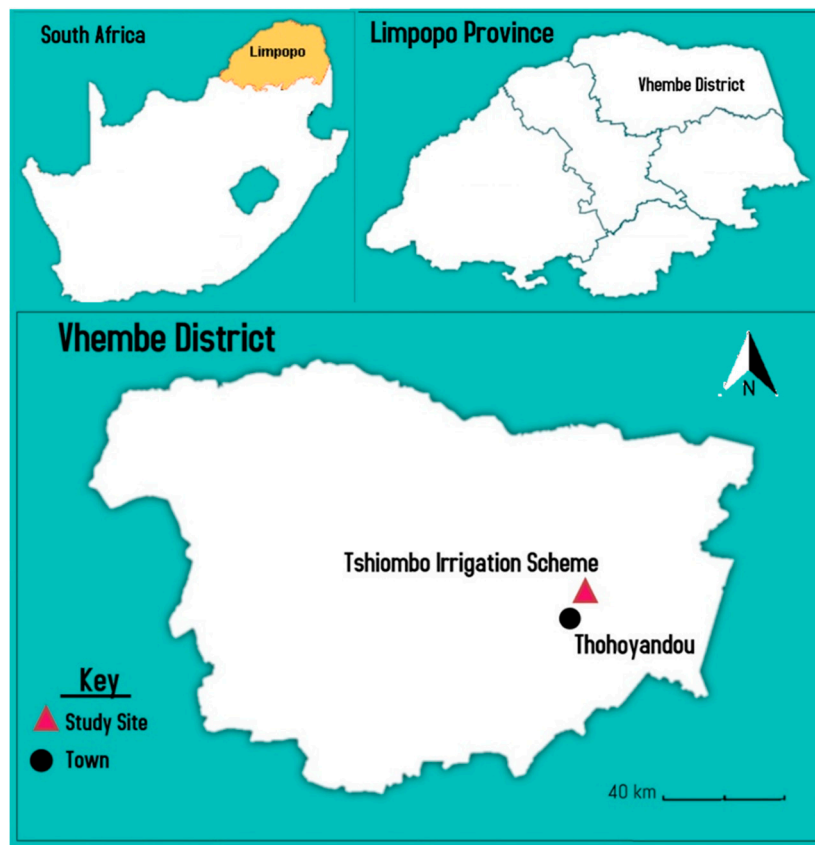 South Africa
Limpopo
Limpopo Province
Vhembe District
Vhembe District
N
Tshiombo Irrigation Scheme
Thohoyandou
Key
Study Site
Town
40 km